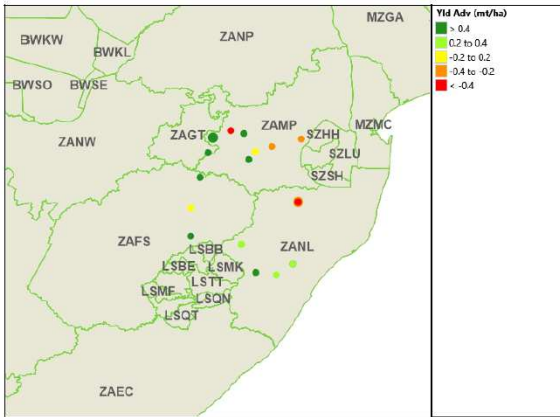 MZGA
BWKW
ZANP
BWKL
BWSO
BWSE
ZANW
ZAGT
ZAMP
SZHH
MZMC
SZLU
SZSH
ZAFS
LSBB
ZANL
LSBE
LSMK
LSTT
LSMF
LSQN
LSQT
ZAEC
Yld Adv (mt/ha)
> 0.4
0.2 to 0.4
-0.2 to 0.2
-0.4 to -0.2
< -0.4